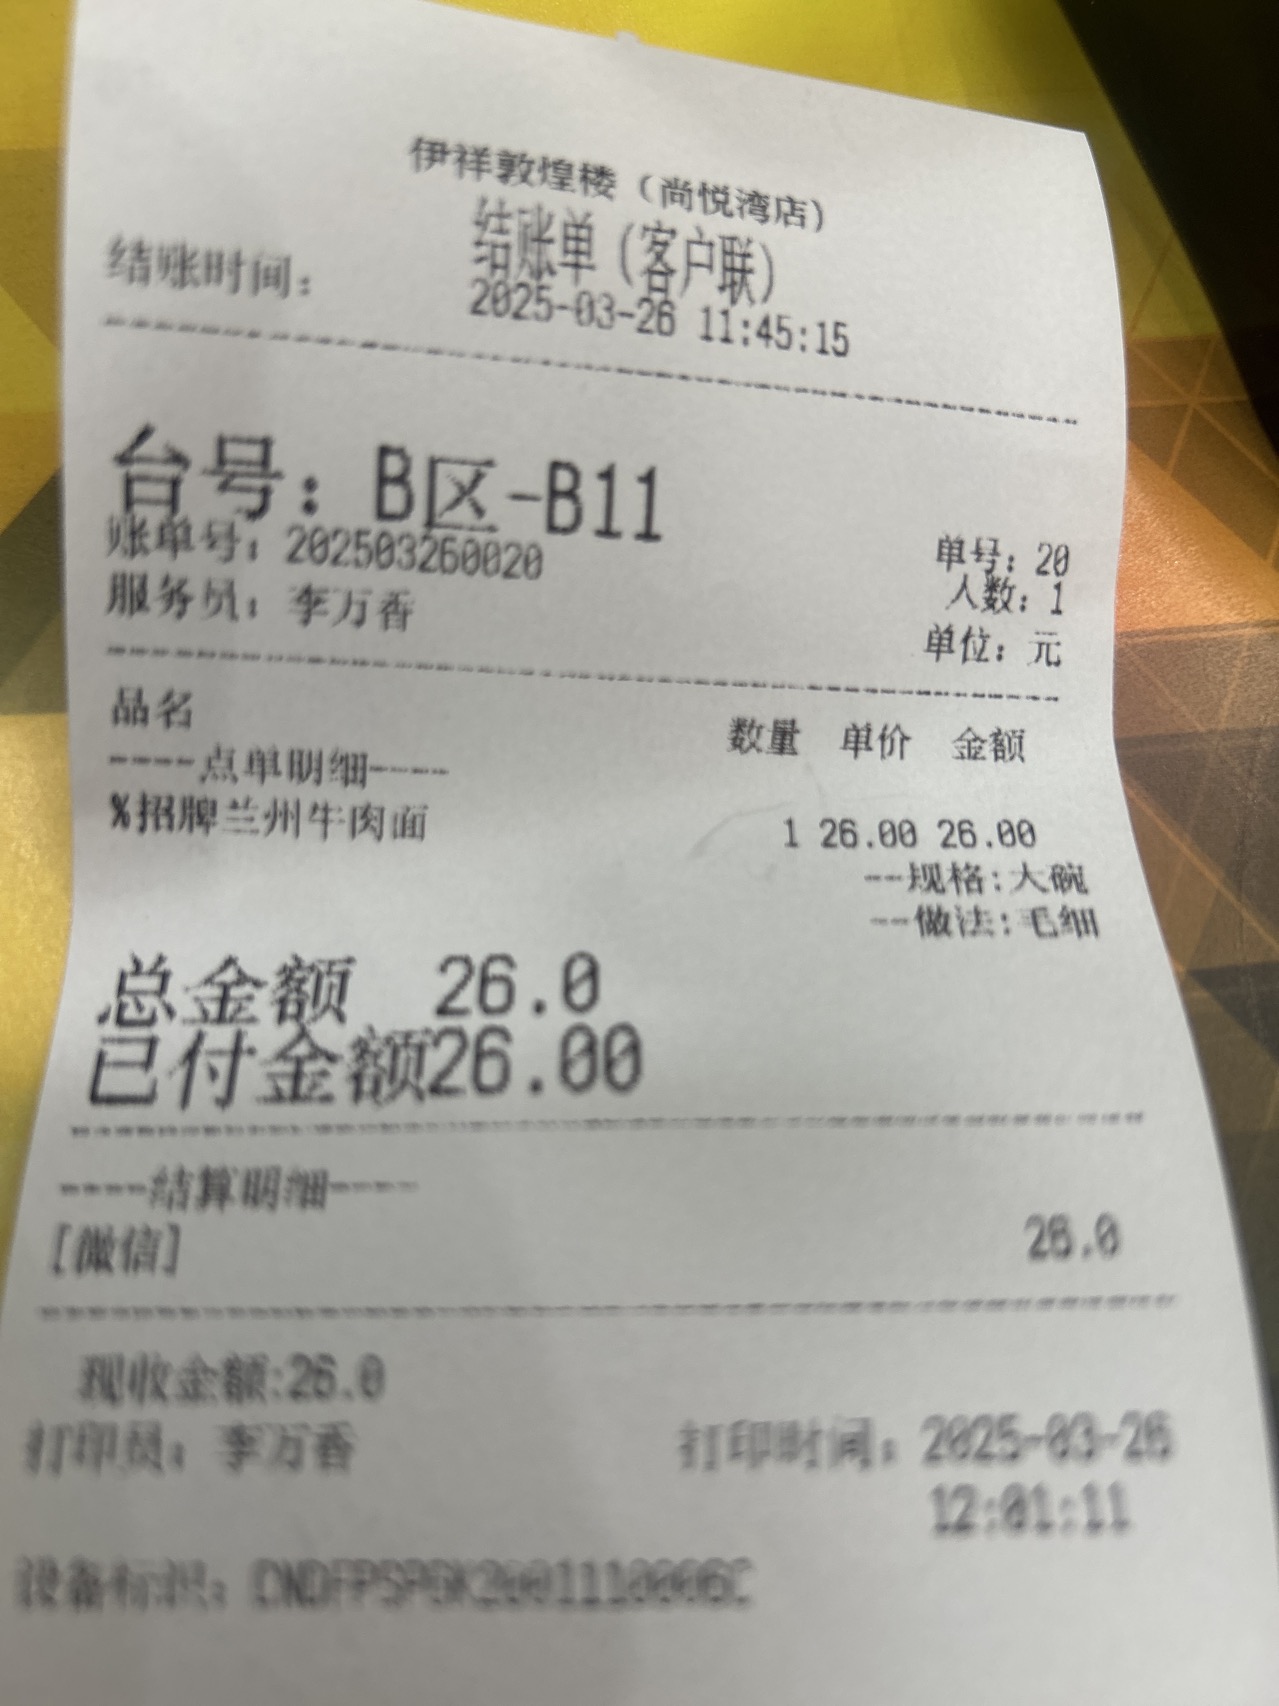 伊祥敦煌楼（尚悦湾店）
结账单（客户联）
结账时间： 2025-03-26 11:45:15
台号：B区-B11
账单号：202503260020 单号：20
服务员：李万香 人数：1
单位：元
品名 数量 单价 金额
----点单明细----
%招牌兰州牛肉面 1 26.00 26.00
--规格:大碗
--做法:毛细
总金额 26.0
已付金额26.00
----结算明细----
[微信] 26.0
现收金额:26.0
打印员：李万香 打印时间：2025-03-26
12:01:11
设备标识：